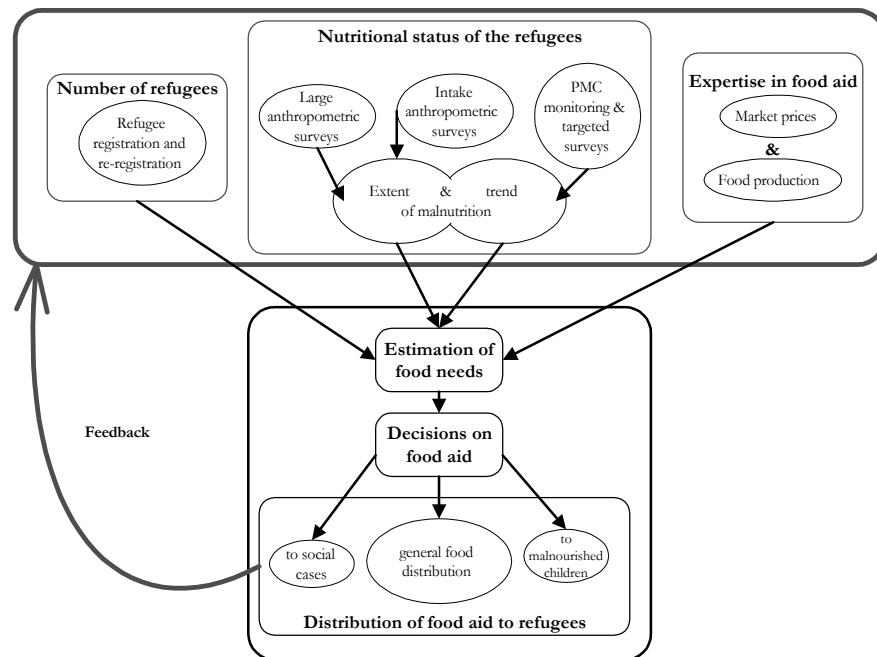 Nutritional status of the refugees
Number of refugees
Refugee
registration and
re-registration
Large
anthropometric
surveys
Intake
anthropometric
surveys
PMC
monitoring &
targeted
surveys
Extent & trend
of malnutrition
Expertise in food aid
Market prices
&
Food production
Estimation of
food needs
Decisions on
food aid
Feedback
to social
cases
general food
distribution
to
malnourished
children
Distribution of food aid to refugees